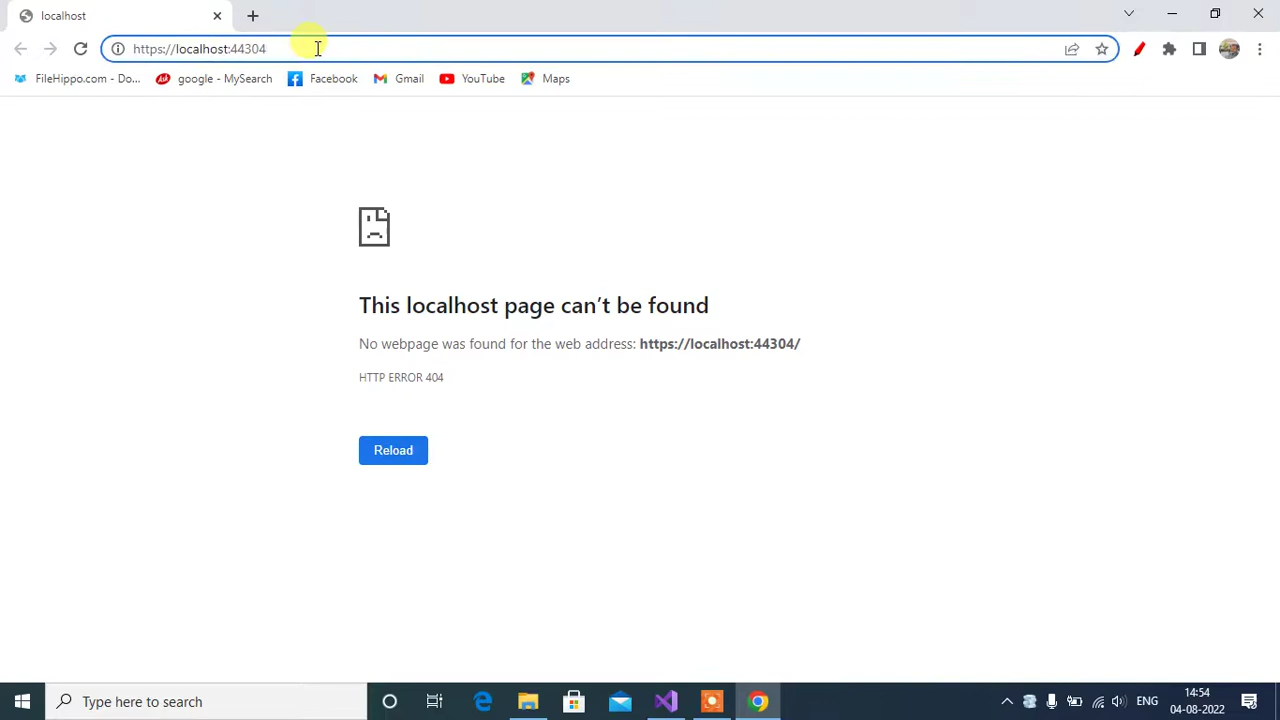 localhost
https://localhost:44304
FileHippo.com - Do...
Ask
google - MySearch
Facebook
Gmail
YouTube
Maps
This localhost page can’t be found
No webpage was found for the web address: https://localhost:44304/
HTTP ERROR 404
Reload
Type here to search
ENG
14:54
04-08-2022